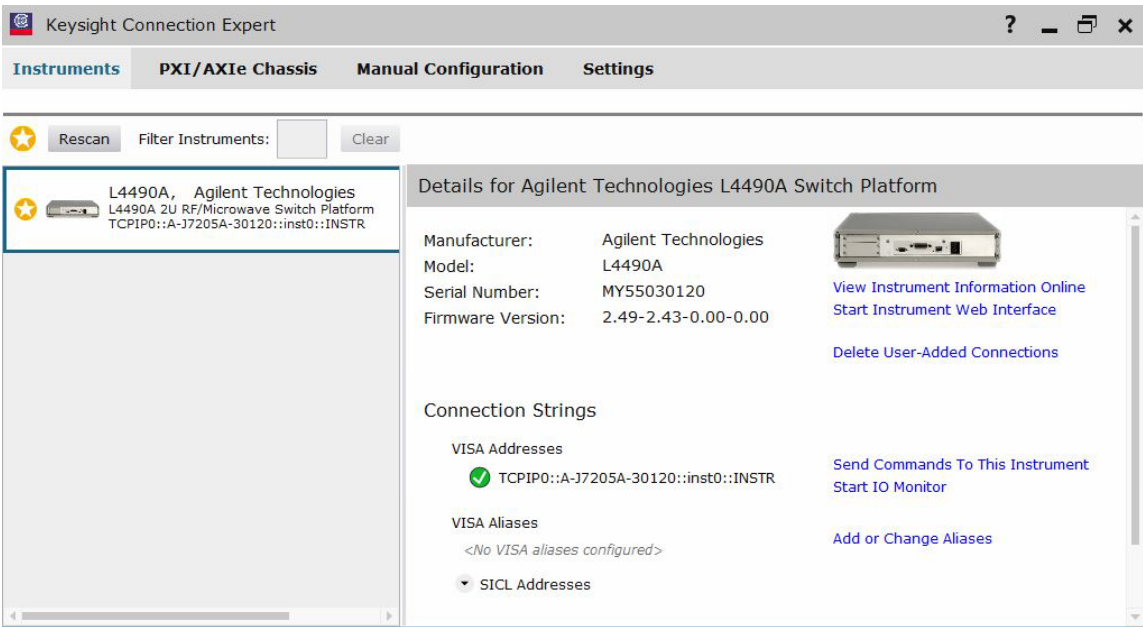 Keysight Connection Expert
Instruments PXI/AXIe Chassis Manual Configuration Settings
Rescan Filter Instruments: Clear
L4490A, Agilent Technologies
L4490A 2U RF/Microwave Switch Platform
TCPIP0::A-J7205A-30120::inst0::INSTR
Details for Agilent Technologies L4490A Switch Platform
Manufacturer: Agilent Technologies
Model: L4490A
Serial Number: MY55030120
Firmware Version: 2.49-2.43-0.00-0.00
View Instrument Information Online
Start Instrument Web Interface
Delete User-Added Connections
Connection Strings
VISA Addresses
TCPIP0::A-J7205A-30120::inst0::INSTR
Send Commands To This Instrument
Start IO Monitor
VISA Aliases
<No VISA aliases configured>
Add or Change Aliases
SICL Addresses